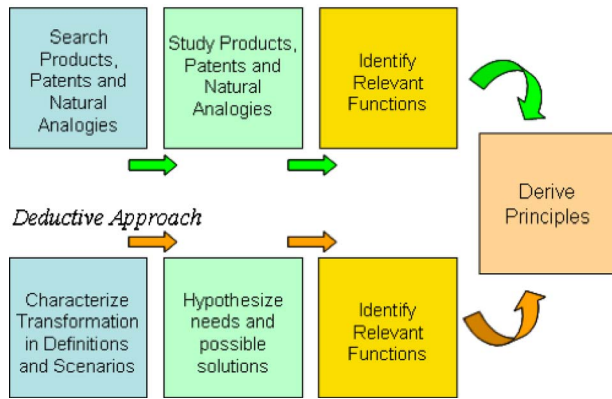 Search
Products,
Patents and
Natural
Analogies
Study Products,
Patents and
Natural
Analogies
Identify
Relevant
Functions
Derive
Principles
Deductive Approach
Characterize
Transformation
in Definitions
and Scenarios
Hypothesize
needs and
possible
solutions
Identify
Relevant
Functions